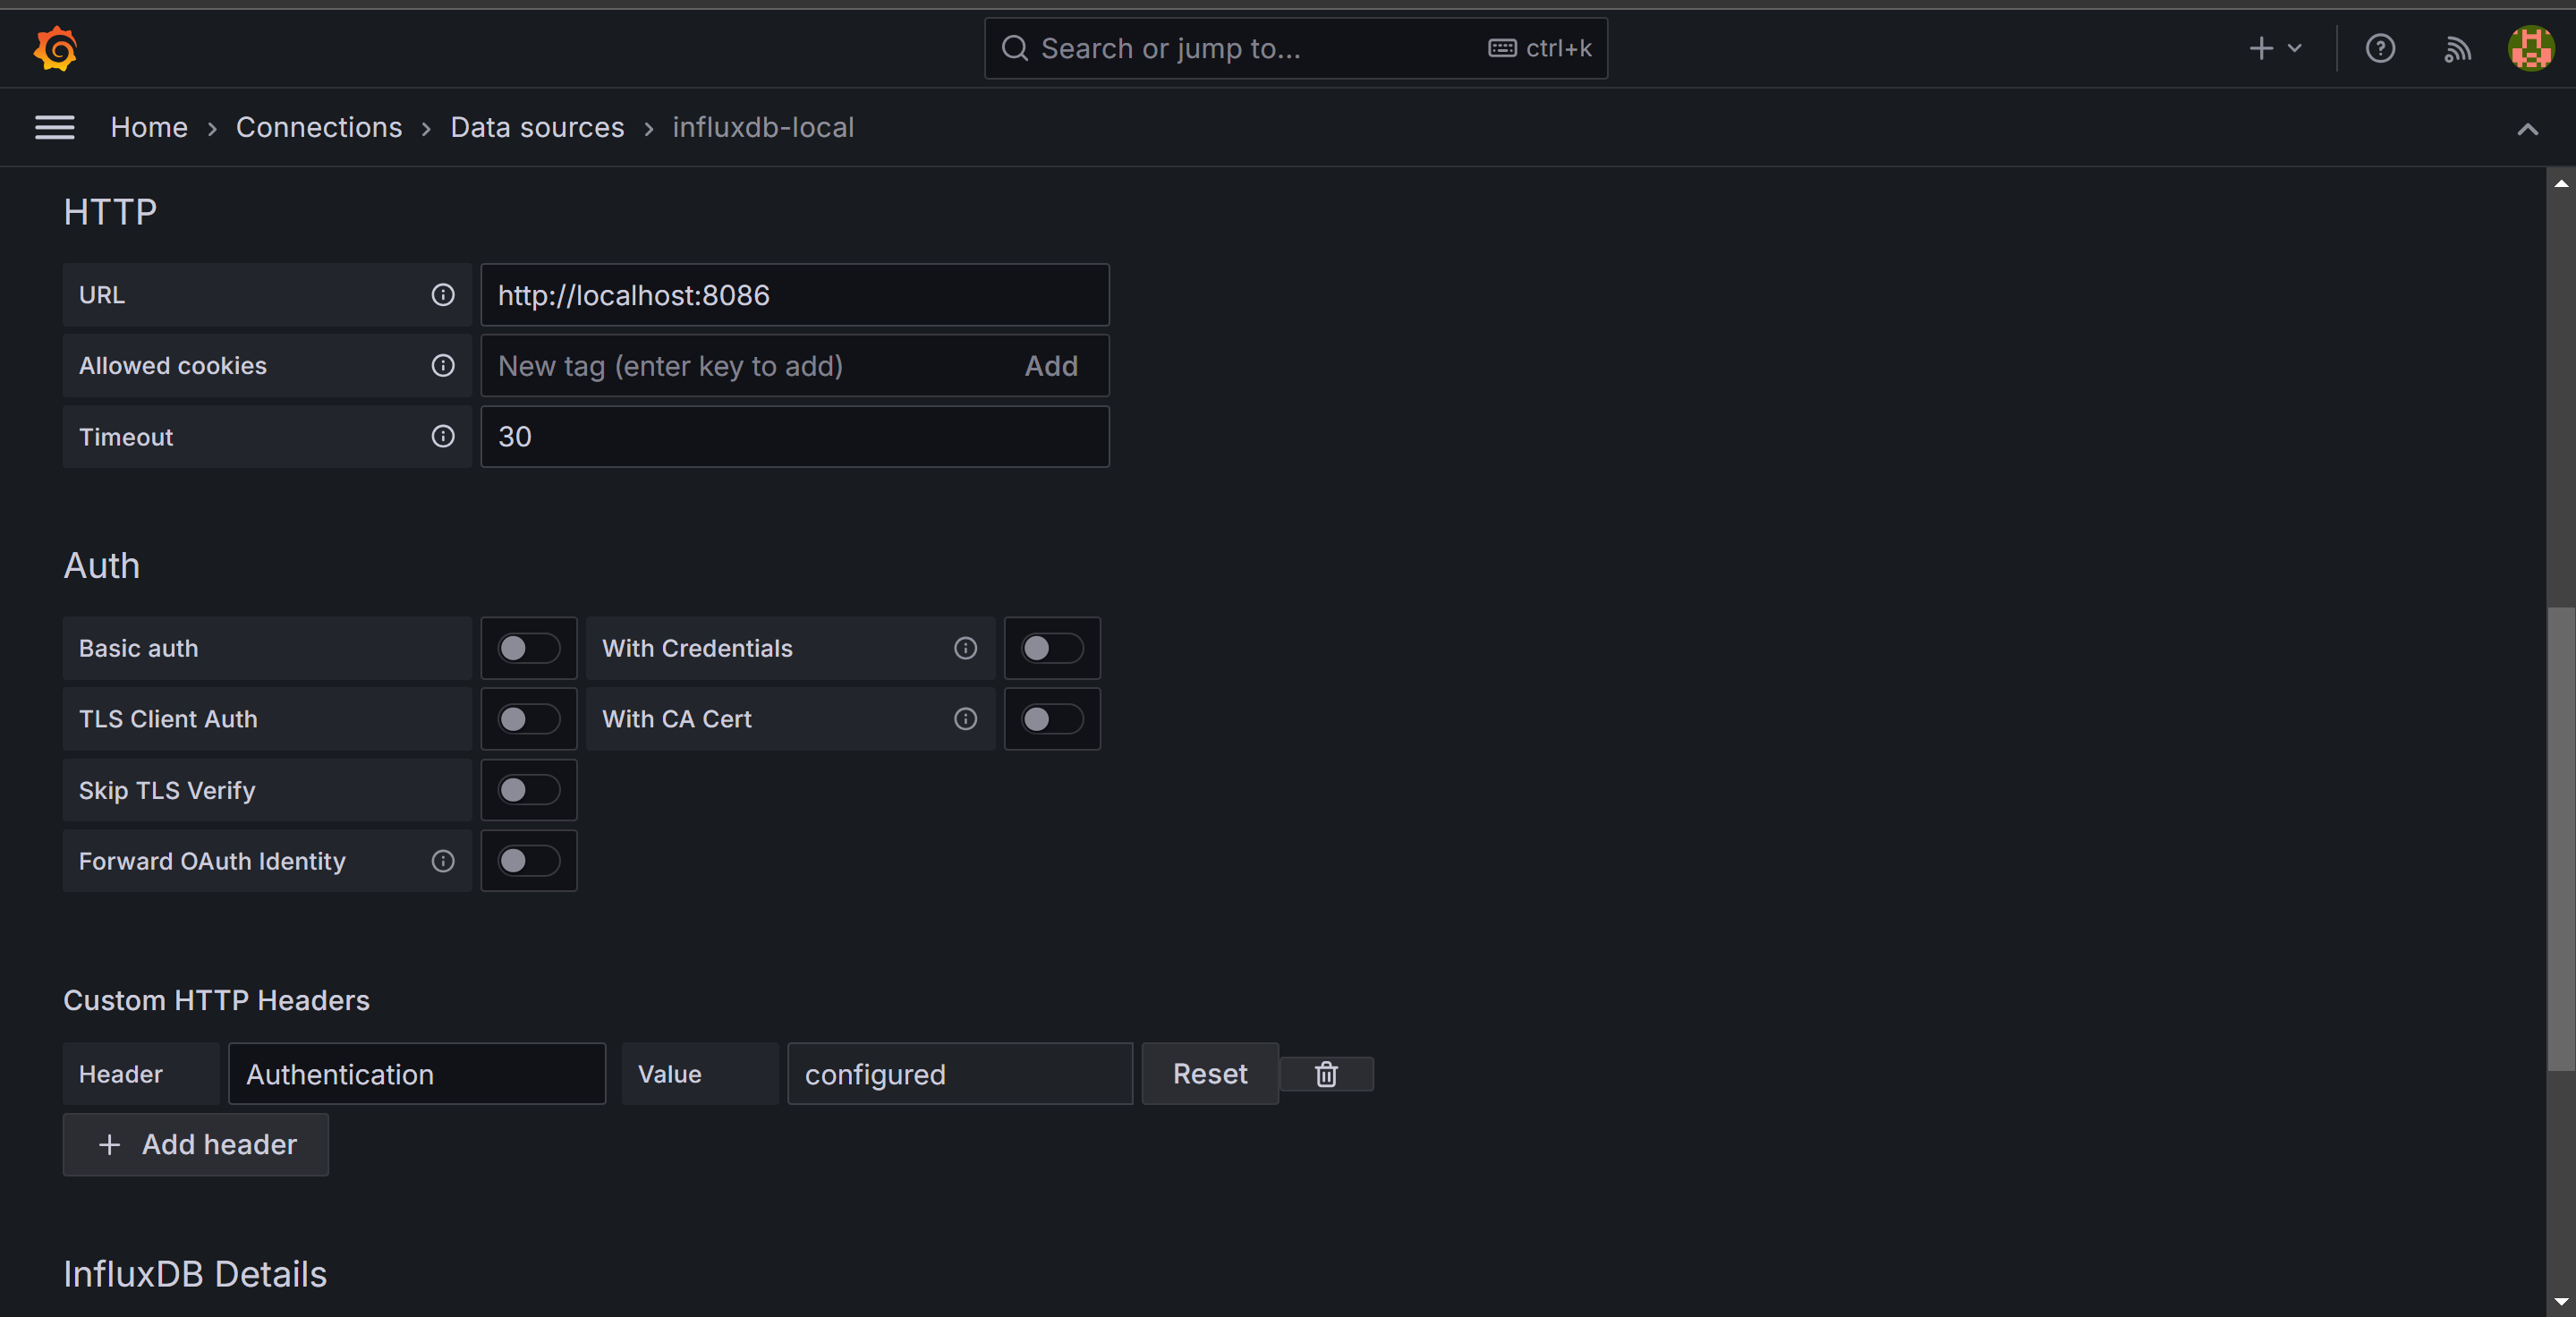 Search or jump to... ctrl+k
Home › Connections › Data sources › influxdb-local
HTTP
URL http://localhost:8086
Allowed cookies New tag (enter key to add) Add
Timeout 30
Auth
Basic auth With Credentials
TLS Client Auth With CA Cert
Skip TLS Verify
Forward OAuth Identity
Custom HTTP Headers
Header Authentication Value configured Reset
Add header
InfluxDB Details